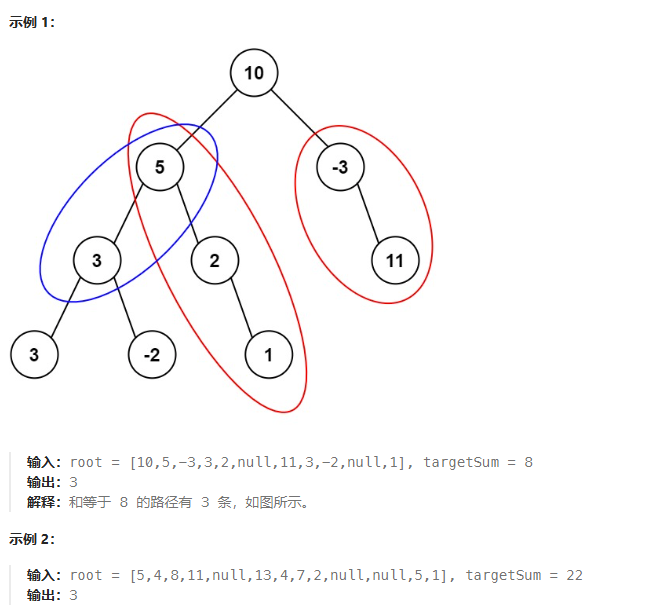 示例 1：
10
5
-3
3
2
11
3
-2
1
输入：root = [10,5,-3,3,2,null,11,3,-2,null,1], targetSum = 8
输出：3
解释：和等于 8 的路径有 3 条，如图所示。
示例 2：
输入：root = [5,4,8,11,null,13,4,7,2,null,null,5,1], targetSum = 22
输出：3